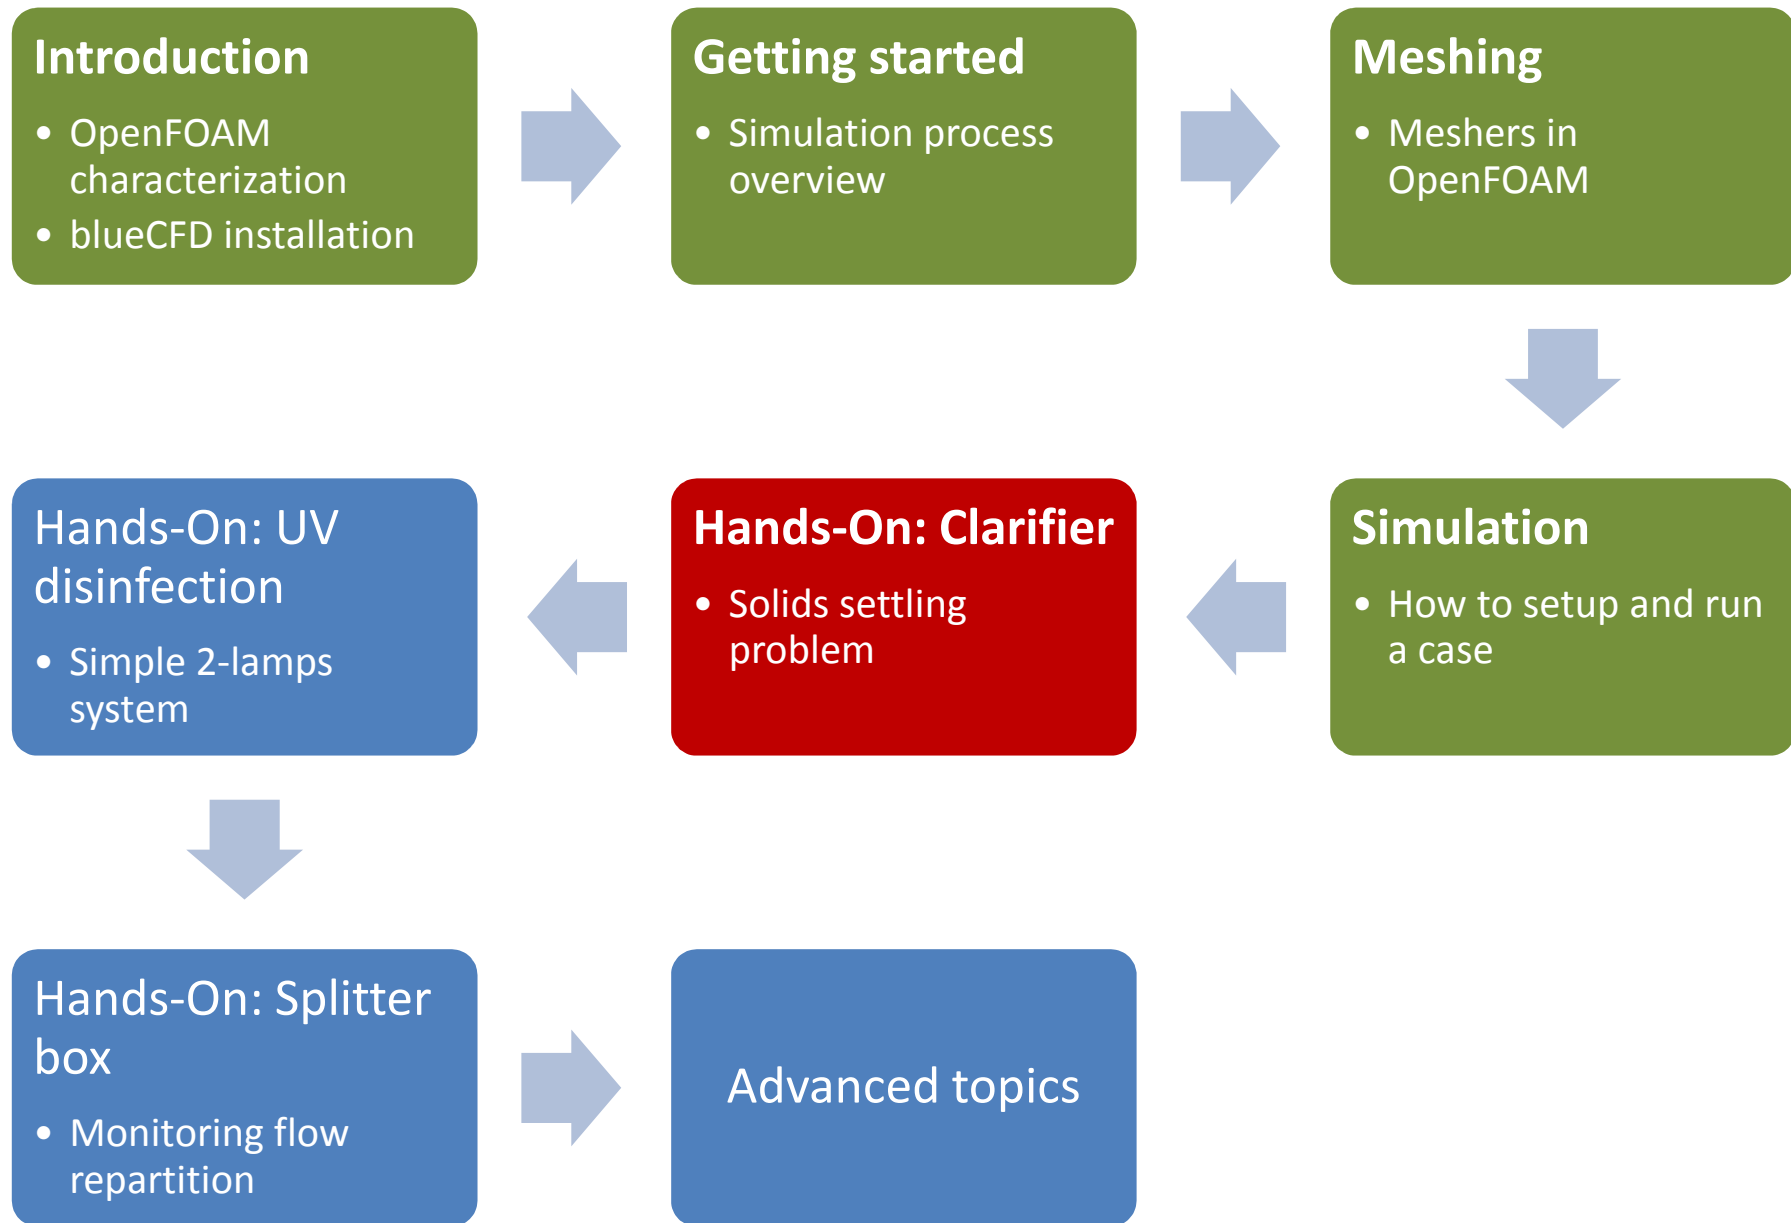 Introduction
• OpenFOAM
characterization
• blueCFD installation
Getting started
• Simulation process
overview
Meshing
• Meshers in
OpenFOAM
Simulation
• How to setup and run
a case
Hands-On: Clarifier
• Solids settling
problem
Hands-On: UV
disinfection
• Simple 2-lamps
system
Hands-On: Splitter
box
• Monitoring flow
repartition
Advanced topics